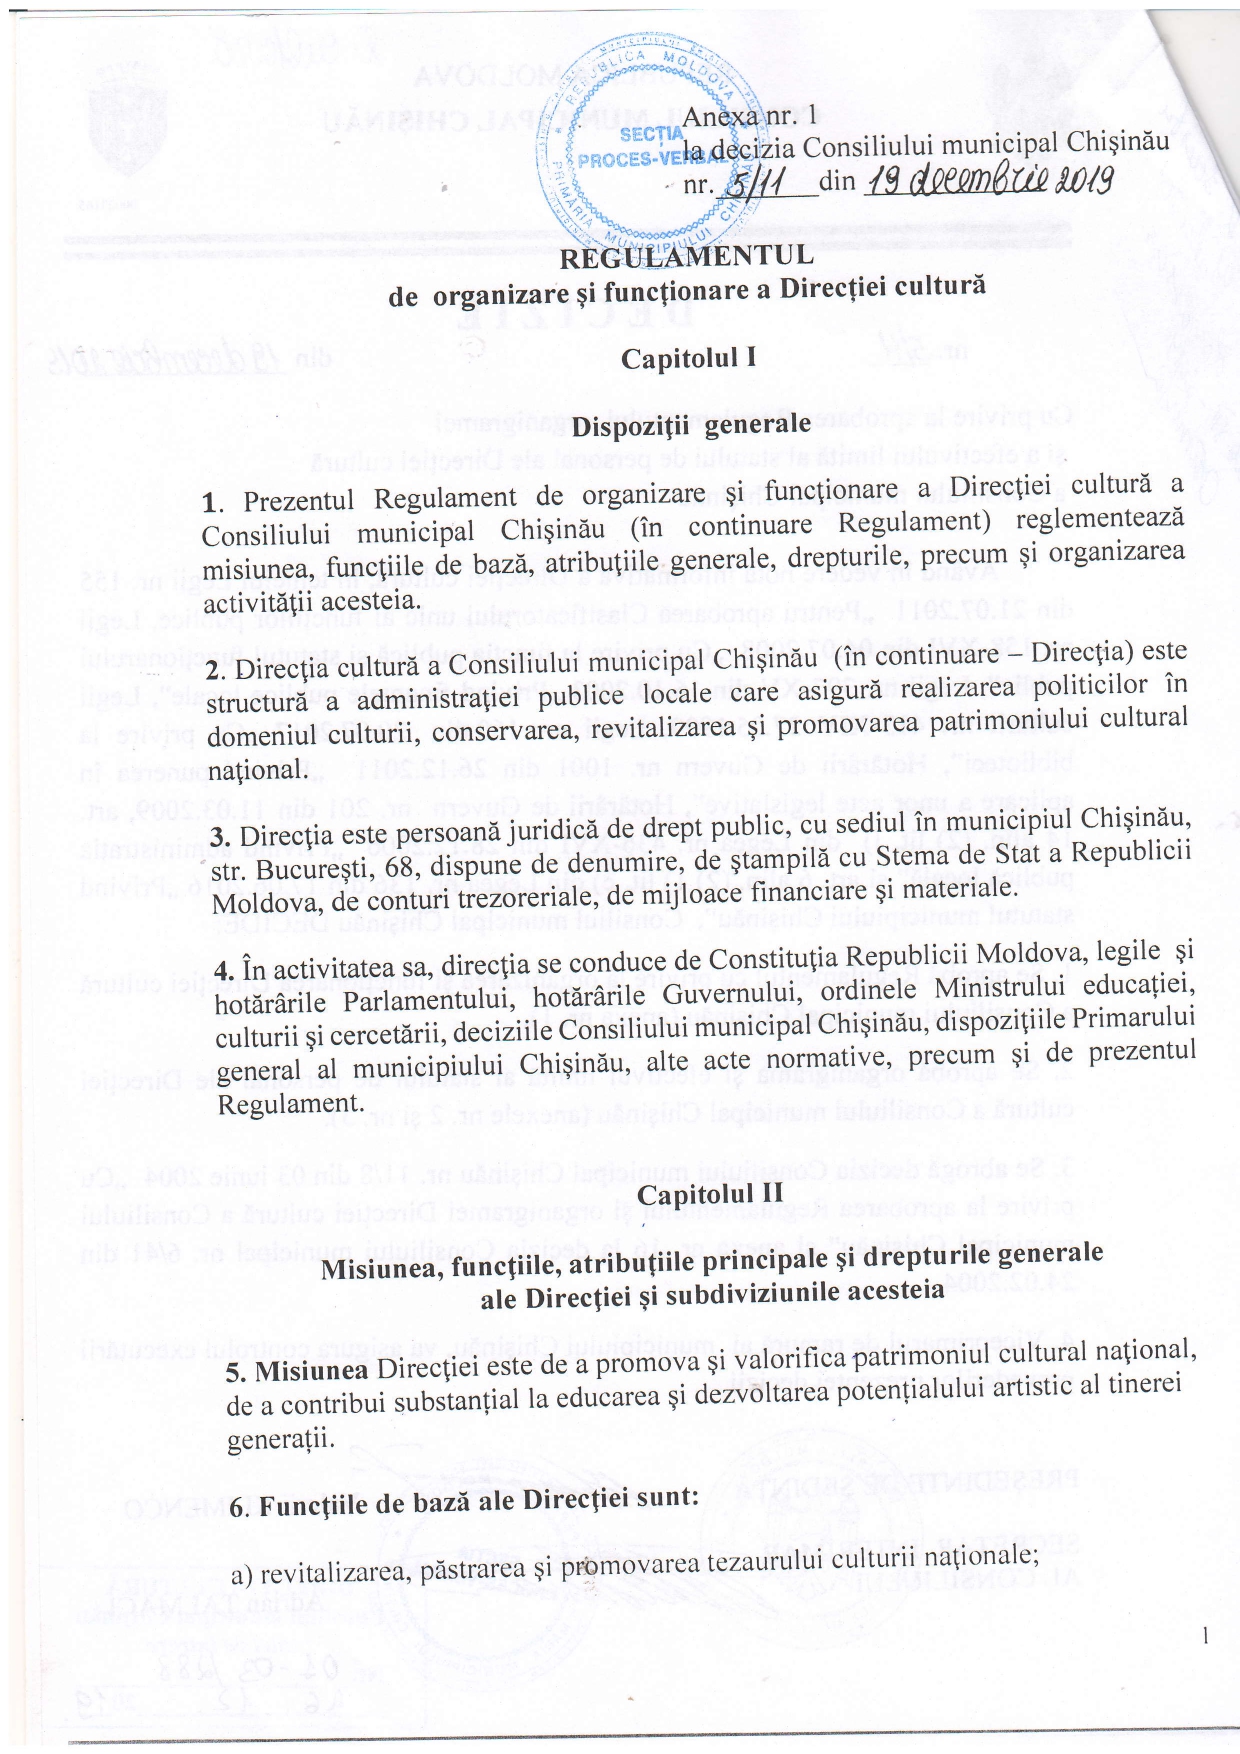 REPUBLICA MOLDOVA
PRIMĂRIA MUNICIPIULUI CHIȘINĂU
SECȚIA
PROCES-VERBAL
Anexa nr. 1
la decizia Consiliului municipal Chişinău
nr. 5/11 din 19 decembrie 2019
REGULAMENTUL
de organizare şi funcţionare a Direcţiei cultură
Capitolul I
Dispoziţii generale
1. Prezentul Regulament de organizare şi funcţionare a Direcţiei cultură a
Consiliului municipal Chişinău (în continuare Regulament) reglementează
misiunea, funcţiile de bază, atribuţiile generale, drepturile, precum şi organizarea
activităţii acesteia.
2. Direcţia cultură a Consiliului municipal Chişinău (în continuare – Direcţia) este
structură a administraţiei publice locale care asigură realizarea politicilor în
domeniul culturii, conservarea, revitalizarea şi promovarea patrimoniului cultural
naţional.
3. Direcţia este persoană juridică de drept public, cu sediul în municipiul Chişinău,
str. Bucureşti, 68, dispune de denumire, de ştampilă cu Stema de Stat a Republicii
Moldova, de conturi trezoreriale, de mijloace financiare şi materiale.
4. În activitatea sa, direcţia se conduce de Constituţia Republicii Moldova, legile şi
hotărârile Parlamentului, hotărârile Guvernului, ordinele Ministrului educaţiei,
culturii şi cercetării, deciziile Consiliului municipal Chişinău, dispoziţiile Primarului
general al municipiului Chişinău, alte acte normative, precum şi de prezentul
Regulament.
Capitolul II
Misiunea, funcţiile, atribuţiile principale şi drepturile generale
ale Direcţiei şi subdiviziunile acesteia
5. Misiunea Direcţiei este de a promova şi valorifica patrimoniul cultural naţional,
de a contribui substanţial la educarea şi dezvoltarea potenţialului artistic al tinerei
generaţii.
6. Funcţiile de bază ale Direcţiei sunt:
a) revitalizarea, păstrarea şi promovarea tezaurului culturii naţionale;
1